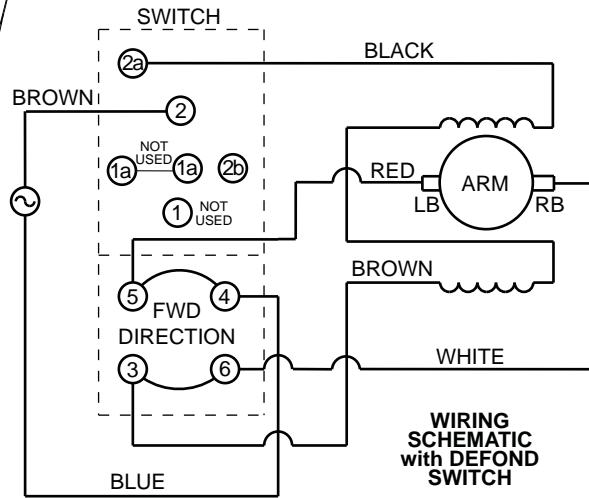 SWITCH
2a
BLACK
BROWN
2
NOT
USED
1a
1a
2b
RED
ARM
LB
RB
1
NOT
USED
BROWN
5
FWD
4
DIRECTION
3
6
WHITE
WIRING
SCHEMATIC
with DEFOND
SWITCH
BLUE